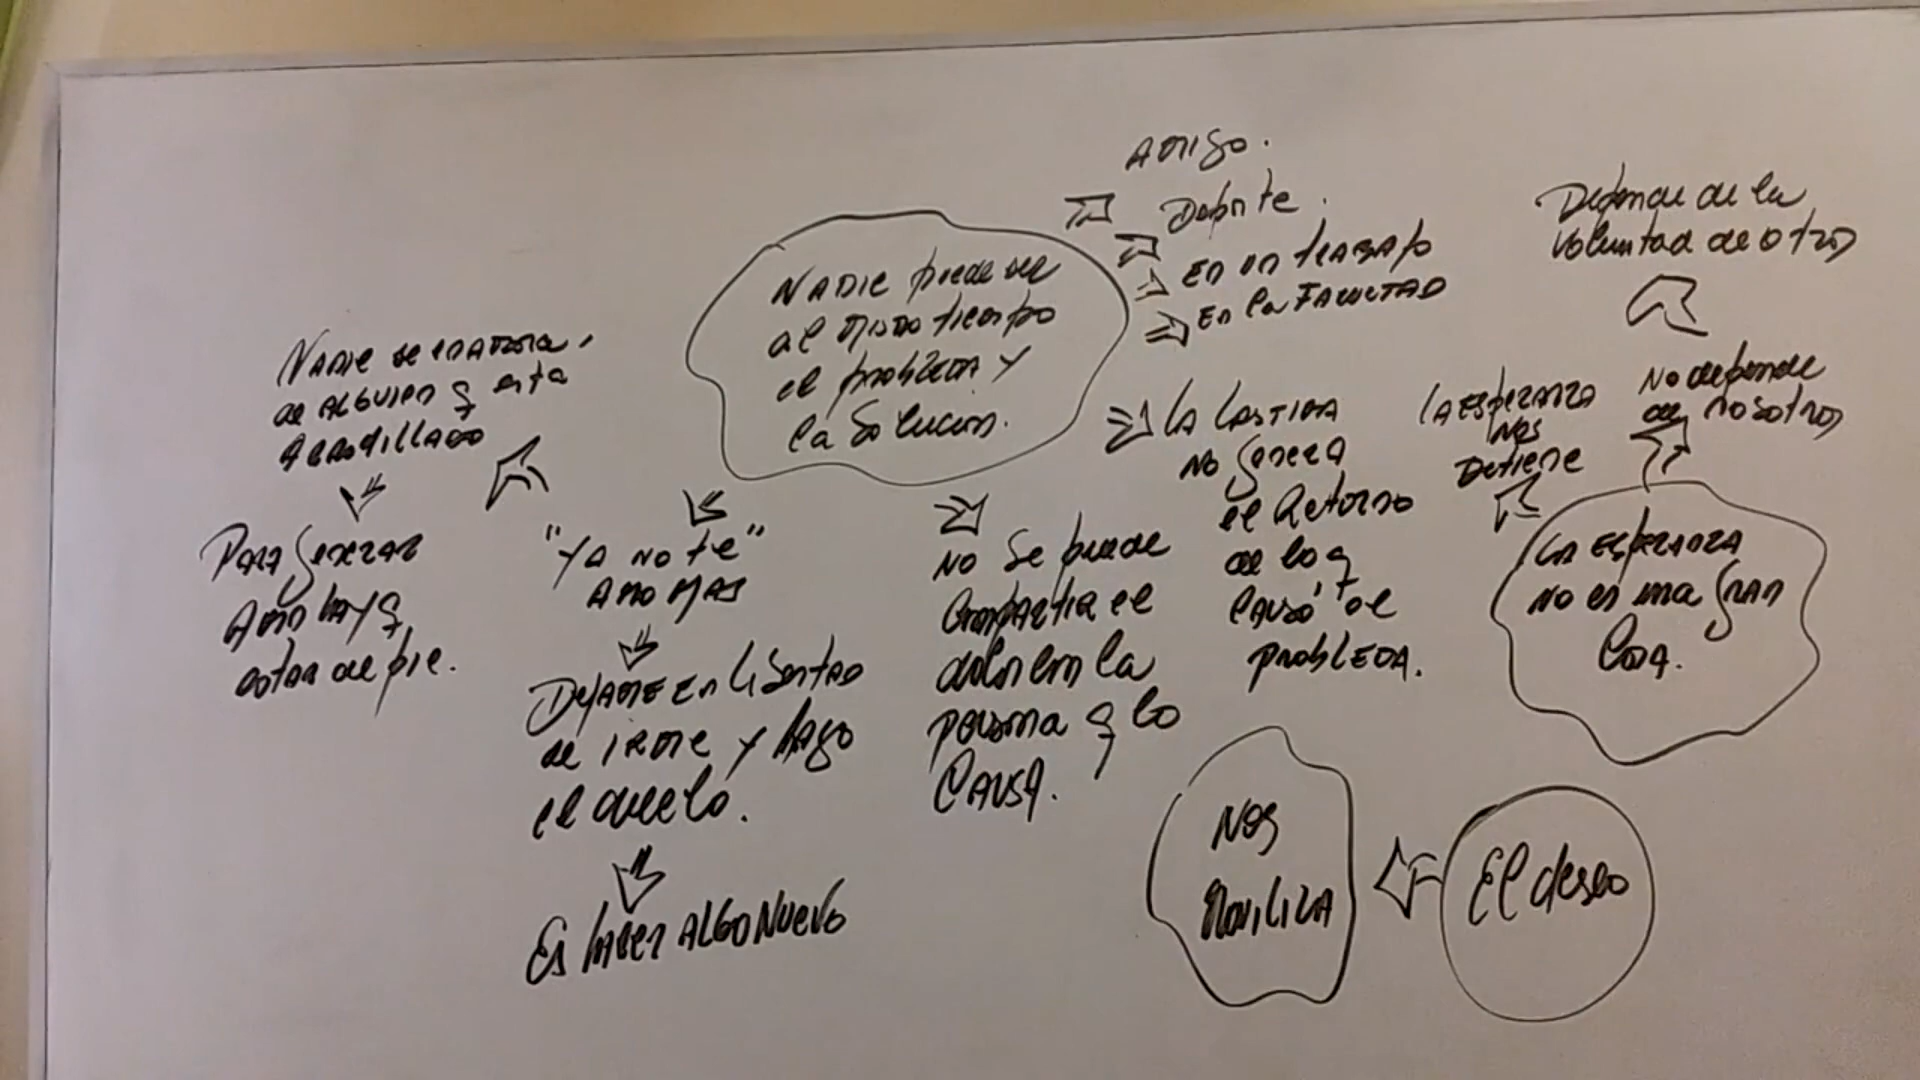 AMIGO.
Deporte.
En un trabajo
En la FACULTAD
NADIE puede ser
al mismo tiempo
el problema y
la solución.
Depende de la
voluntad de otros
No depende
de nosotros
LA ESPERANZA
NOS
Detiene
LA ESPERANZA
NO es una gran
cosa.
NADIE se enamora
de ALGUIEN q está
Arrodillado
PARA generar
Amor hay q
estar de pie.
"YA NO te"
AMO MAS
DEJARTE En libertad
de IRME y hago
el duelo.
Es hacer ALGO NUEVO
NO Se puede
compartir el
dolor con la
persona q lo
CAUSA.
LA LASTIMA
NO genera
el Retorno
de lo q
CAUSÓ el
PROBLEMA.
NOS
MOVILIZA
El deseo